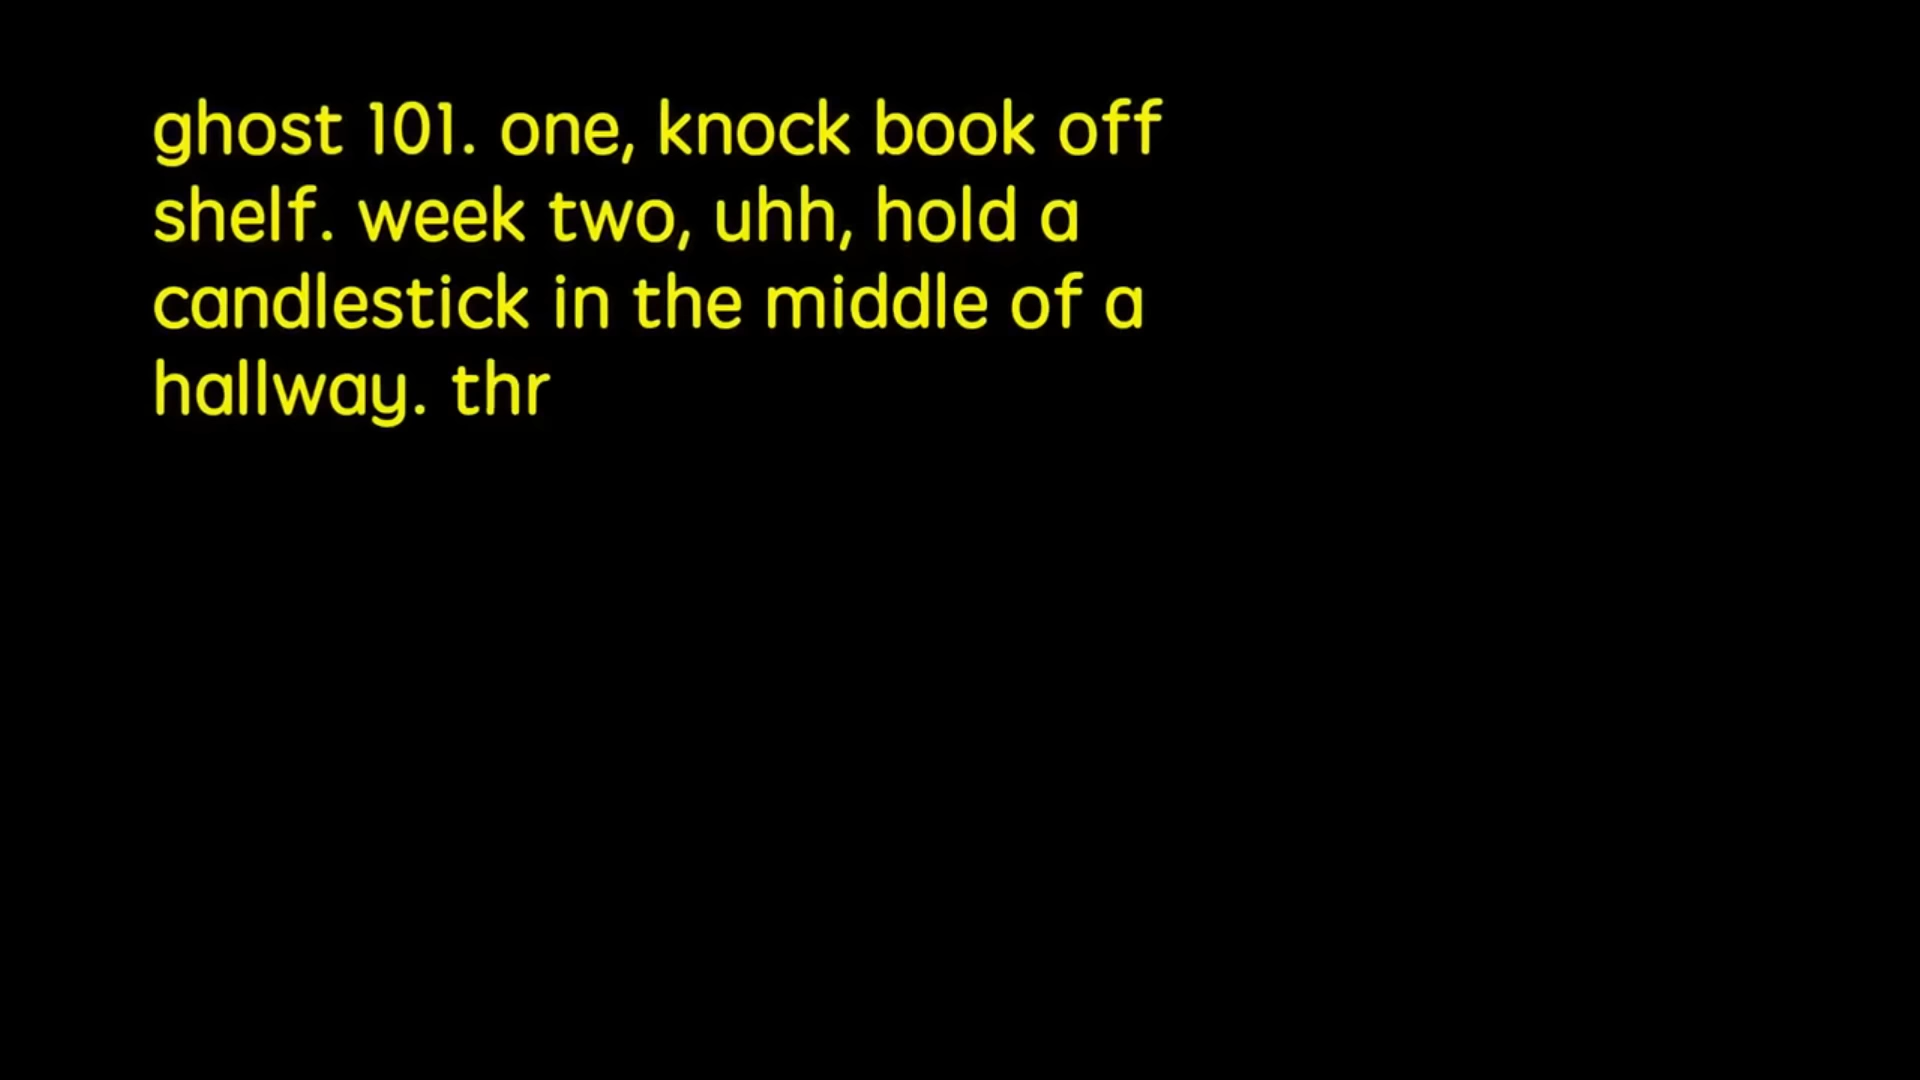 ghost 101. one, knock book off
shelf. week two, uhh, hold a
candlestick in the middle of a
hallway. thr